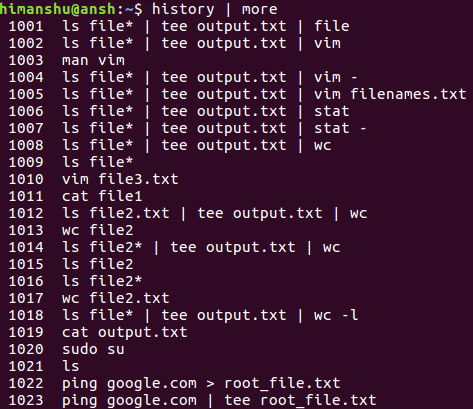 himanshu@ansh:~$ history | more
1001 ls file* | tee output.txt | file
1002 ls file* | tee output.txt | vim
1003 man vim
1004 ls file* | tee output.txt | vim -
1005 ls file* | tee output.txt | vim filenames.txt
1006 ls file* | tee output.txt | stat
1007 ls file* | tee output.txt | stat -
1008 ls file* | tee output.txt | wc
1009 ls file*
1010 vim file3.txt
1011 cat file1
1012 ls file2.txt | tee output.txt | wc
1013 wc file2
1014 ls file2* | tee output.txt | wc
1015 ls file2
1016 ls file2*
1017 wc file2.txt
1018 ls file* | tee output.txt | wc -l
1019 cat output.txt
1020 sudo su
1021 ls
1022 ping google.com > root_file.txt
1023 ping google.com | tee root_file.txt